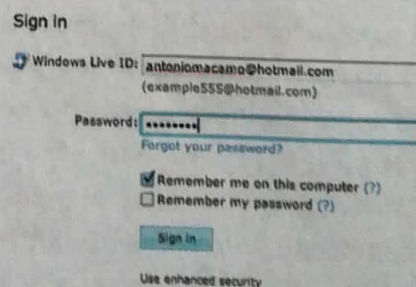 Sign in
Windows Live ID: antoniomacamo@hotmail.com
(example555@hotmail.com)
Password: ••••••••
Forgot your password?
Remember me on this computer (?)
Remember my password (?)
Sign in
Use enhanced security